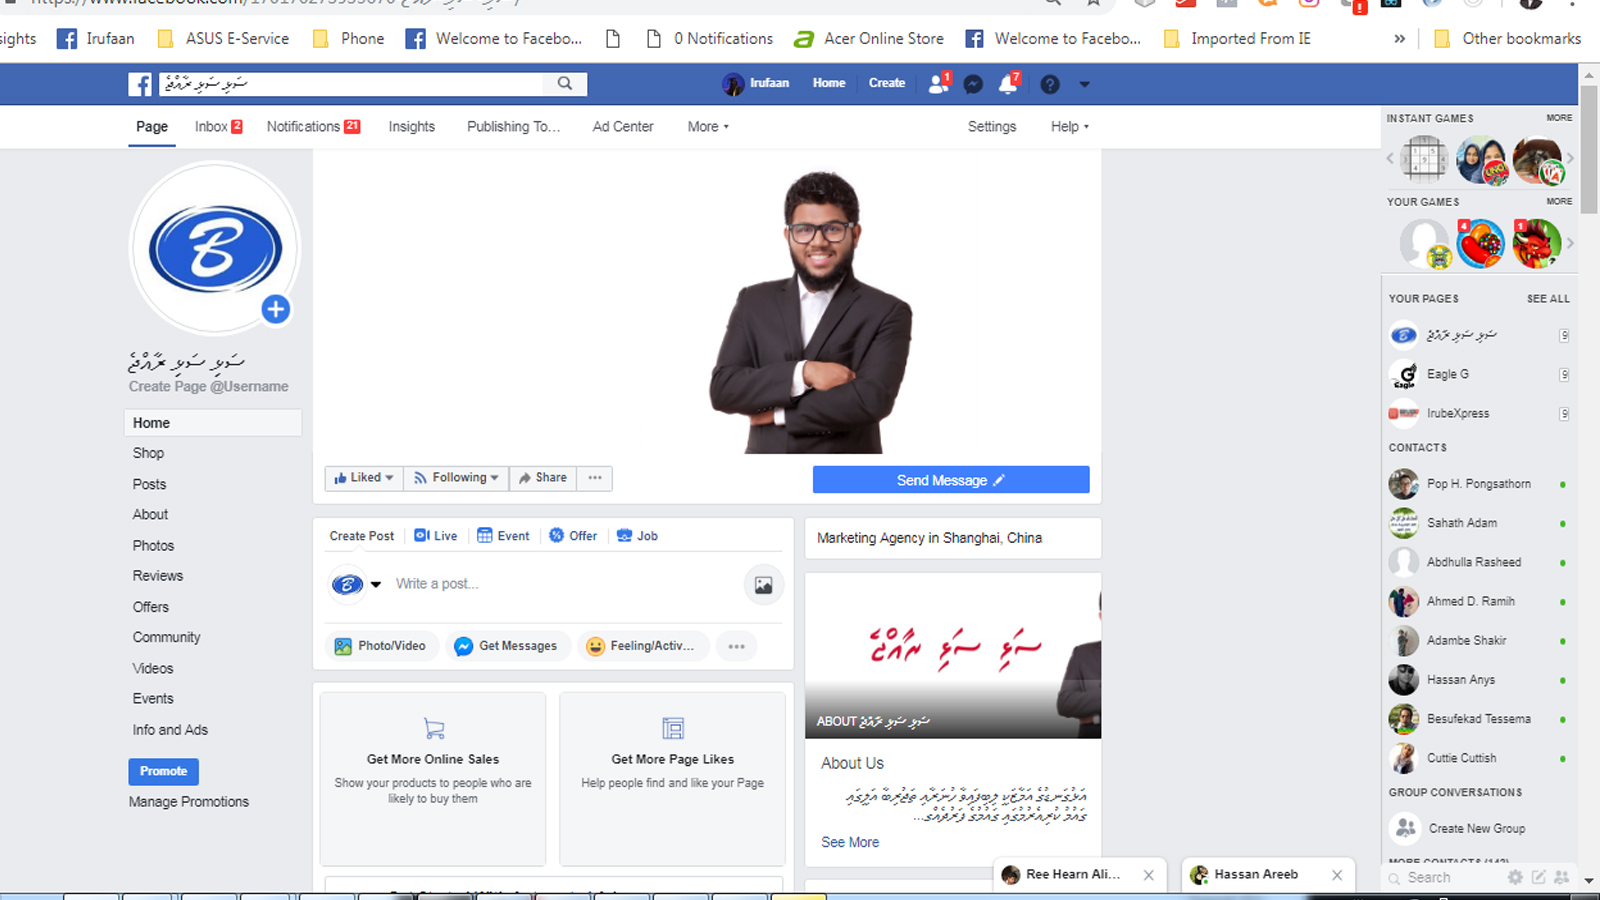 sights Irufaan ASUS E-Service Phone Welcome to Facebo... 0 Notifications Acer Online Store Welcome to Facebo... Imported From IE » Other bookmarks
ސަޅި ސަޅި ރާއްޖެ Irufaan Home Create 1 7
Page Inbox 2 Notifications 21 Insights Publishing To... Ad Center More Settings Help
B
ސަޅި ސަޅި ރާއްޖެ
Create Page @Username
Home
Shop
Posts
About
Photos
Reviews
Offers
Community
Videos
Events
Info and Ads
Promote
Manage Promotions
Liked Following Share ...
Send Message
Create Post Live Event Offer Job
Write a post...
Photo/Video Get Messages Feeling/Activ... ...
Get More Online Sales
Show your products to people who are
likely to buy them
Get More Page Likes
Help people find and like your Page
Marketing Agency in Shanghai, China
ސަޅި ސަޅި ރާއްޖެ
ABOUT ސަޅި ސަޅި ރާއްޖެ
About Us
See More
INSTANT GAMES MORE
YOUR GAMES MORE
4 1
YOUR PAGES SEE ALL
ސަޅި ސަޅި ރާއްޖެ 9
Eagle G 9
IrubeXpress 9
CONTACTS
Pop H. Pongsathorn
Sahath Adam
Abdhulla Rasheed
Ahmed D. Ramih
Adambe Shakir
Hassan Anys
Besufekad Tessema
Cuttie Cuttish
GROUP CONVERSATIONS
Create New Group
Search
Ree Hearn Ali...
Hassan Areeb